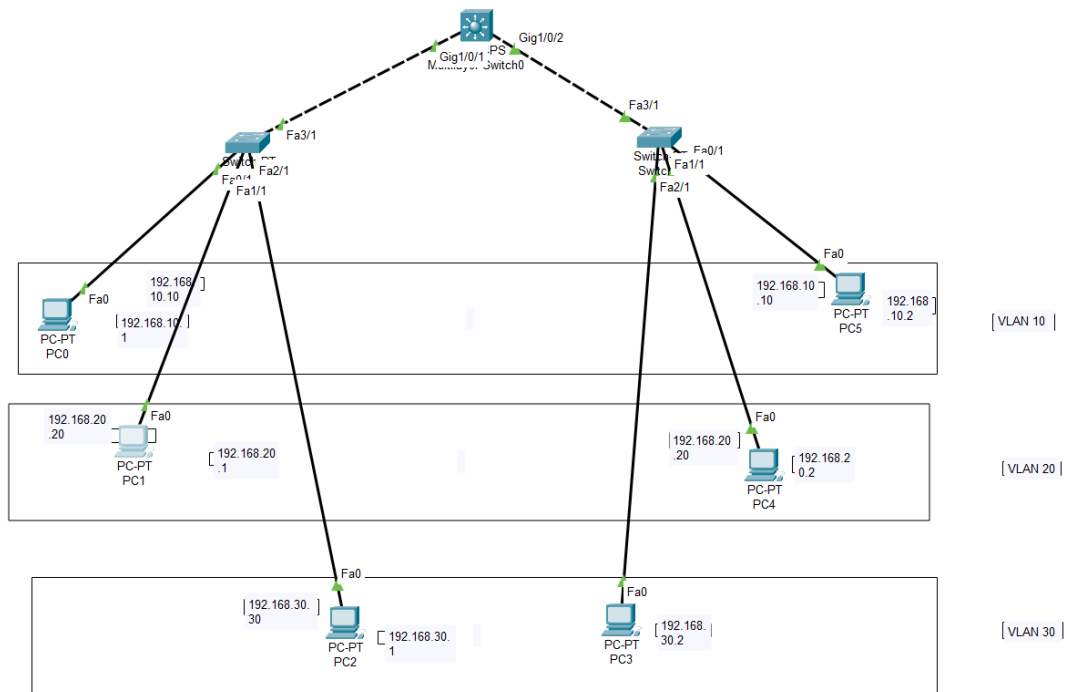 Gig1/0/2
Gig1/0/1
PS
Switch0
Fa3/1
Fa3/1
Fa2/1
Fa1/1
Fa0/1
Fa1/1
Fa2/1
Switch
Switch
Fa0
192.168
10.10
192.168.10.
1
PC-PT
PC0
Fa0
192.168.10
.10
192.168
.10.2
PC-PT
PC5
VLAN 10
Fa0
192.168.20
.20
192.168.20
.1
PC-PT
PC1
Fa0
192.168.20
.20
192.168.2
0.2
PC-PT
PC4
VLAN 20
Fa0
192.168.30.
30
192.168.30.
1
PC-PT
PC2
Fa0
192.168.
30.2
PC-PT
PC3
VLAN 30